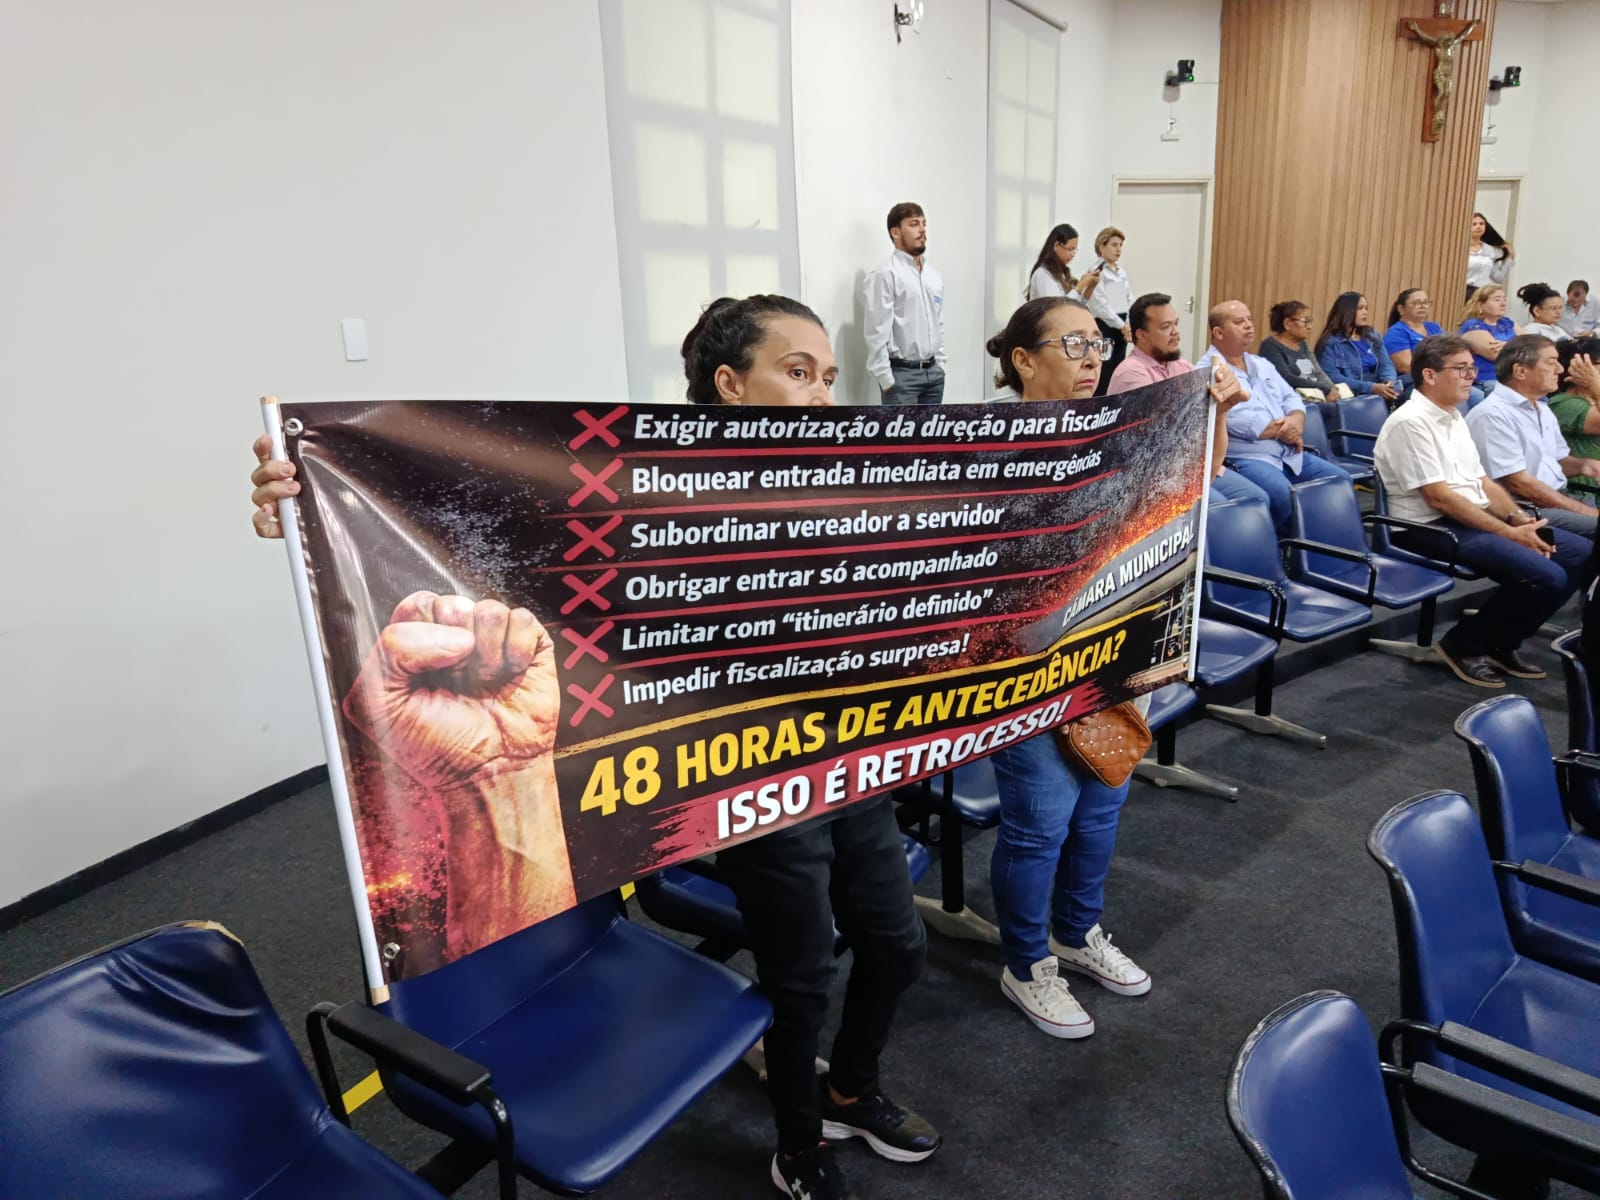 Exigir autorização da direção para fiscalizar
Bloquear entrada imediata em emergências
Subordinar vereador a servidor
Obrigar entrar só acompanhado
Limitar com “itinerário definido”
Impedir fiscalização surpresa!
CÂMARA MUNICIPAL
48 HORAS DE ANTECEDÊNCIA?
ISSO É RETROCESSO!